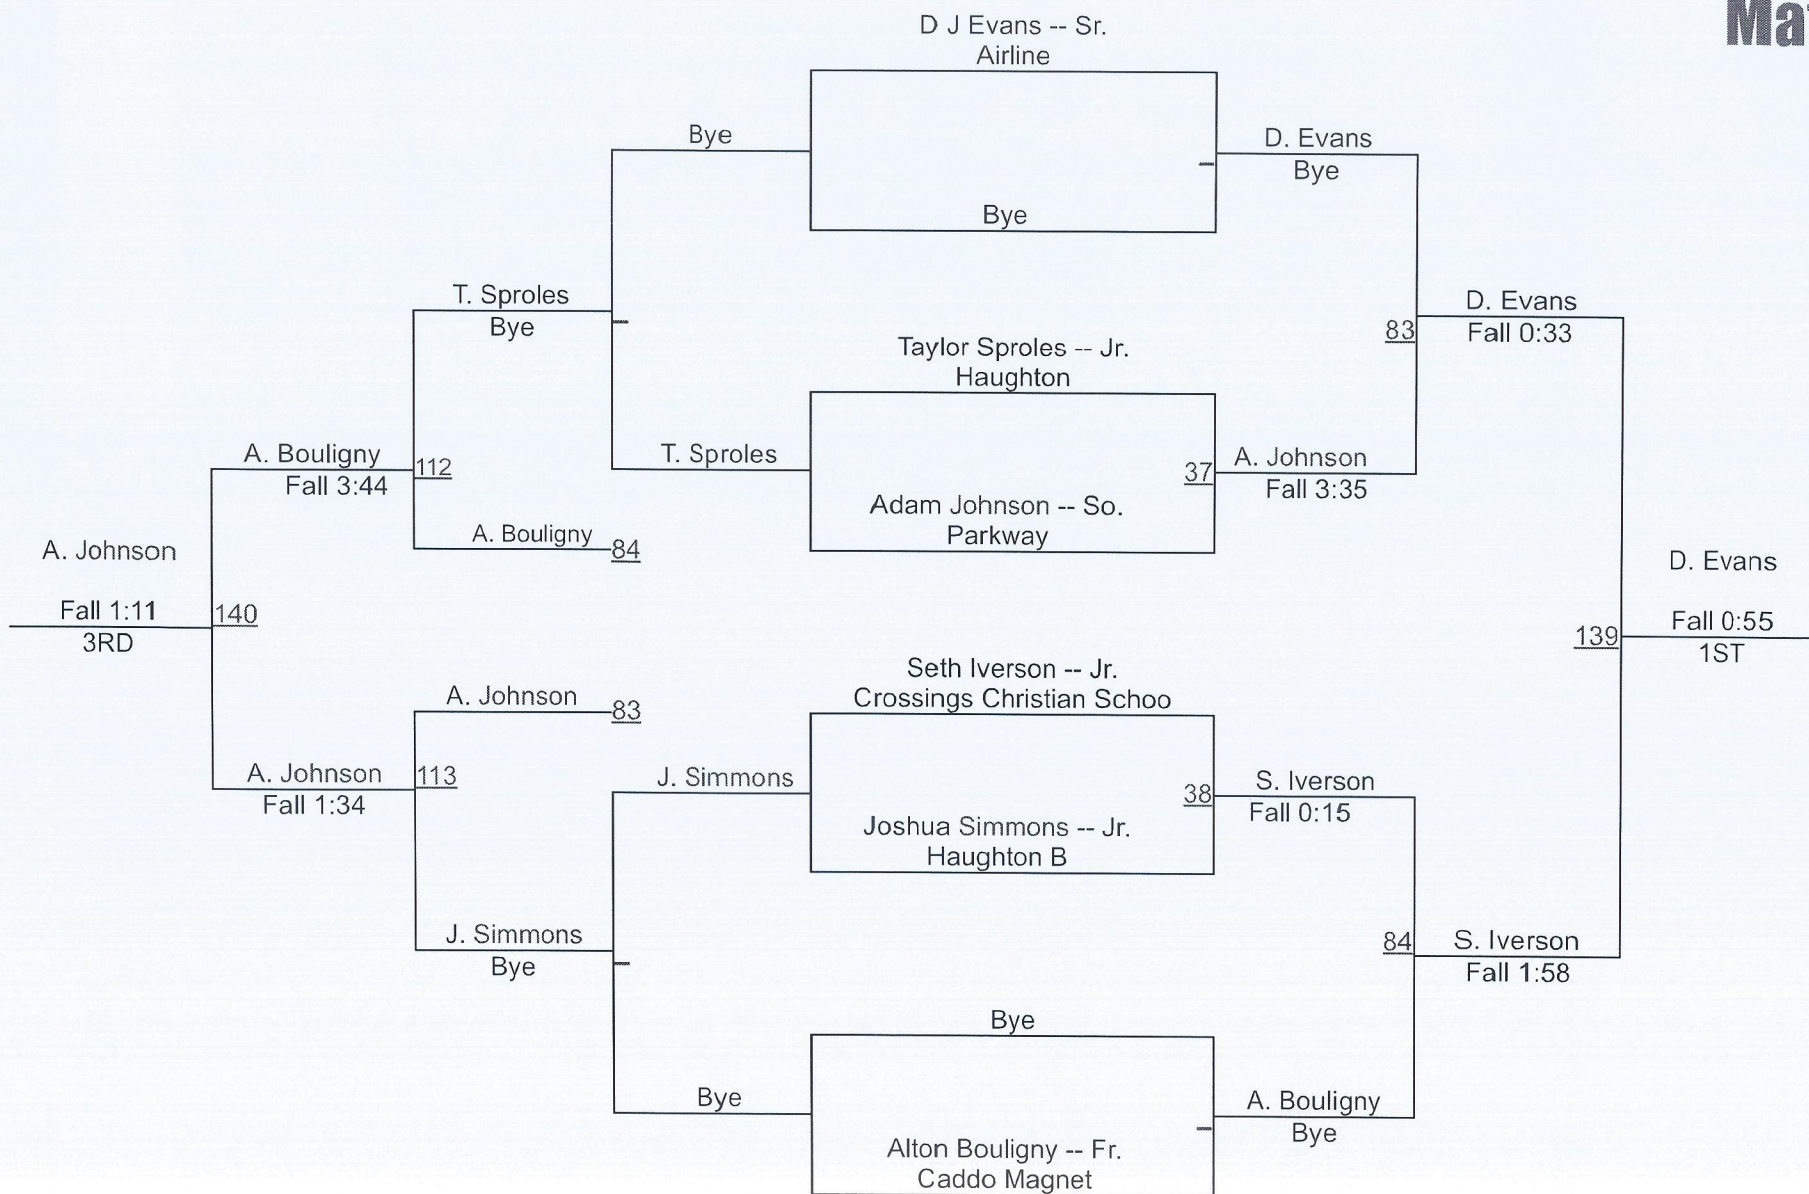 D J Evans -- Sr.
Airline
Bye
D. Evans
Bye
Bye
T. Sproles
Bye
D. Evans
83
Fall 0:33
Taylor Sproles -- Jr.
Haughton
A. Bouligny
112
Fall 3:44
T. Sproles
37
A. Johnson
Fall 3:35
Adam Johnson -- So.
Parkway
A. Bouligny
84
A. Johnson
Fall 1:11
140
3RD
D. Evans
139
Fall 0:55
1ST
Seth Iverson -- Jr.
Crossings Christian Schoo
A. Johnson
83
A. Johnson
113
Fall 1:34
J. Simmons
38
S. Iverson
Fall 0:15
Joshua Simmons -- Jr.
Haughton B
J. Simmons
Bye
84
S. Iverson
Fall 1:58
Bye
Bye
A. Bouligny
Bye
Alton Bouligny -- Fr.
Caddo Magnet